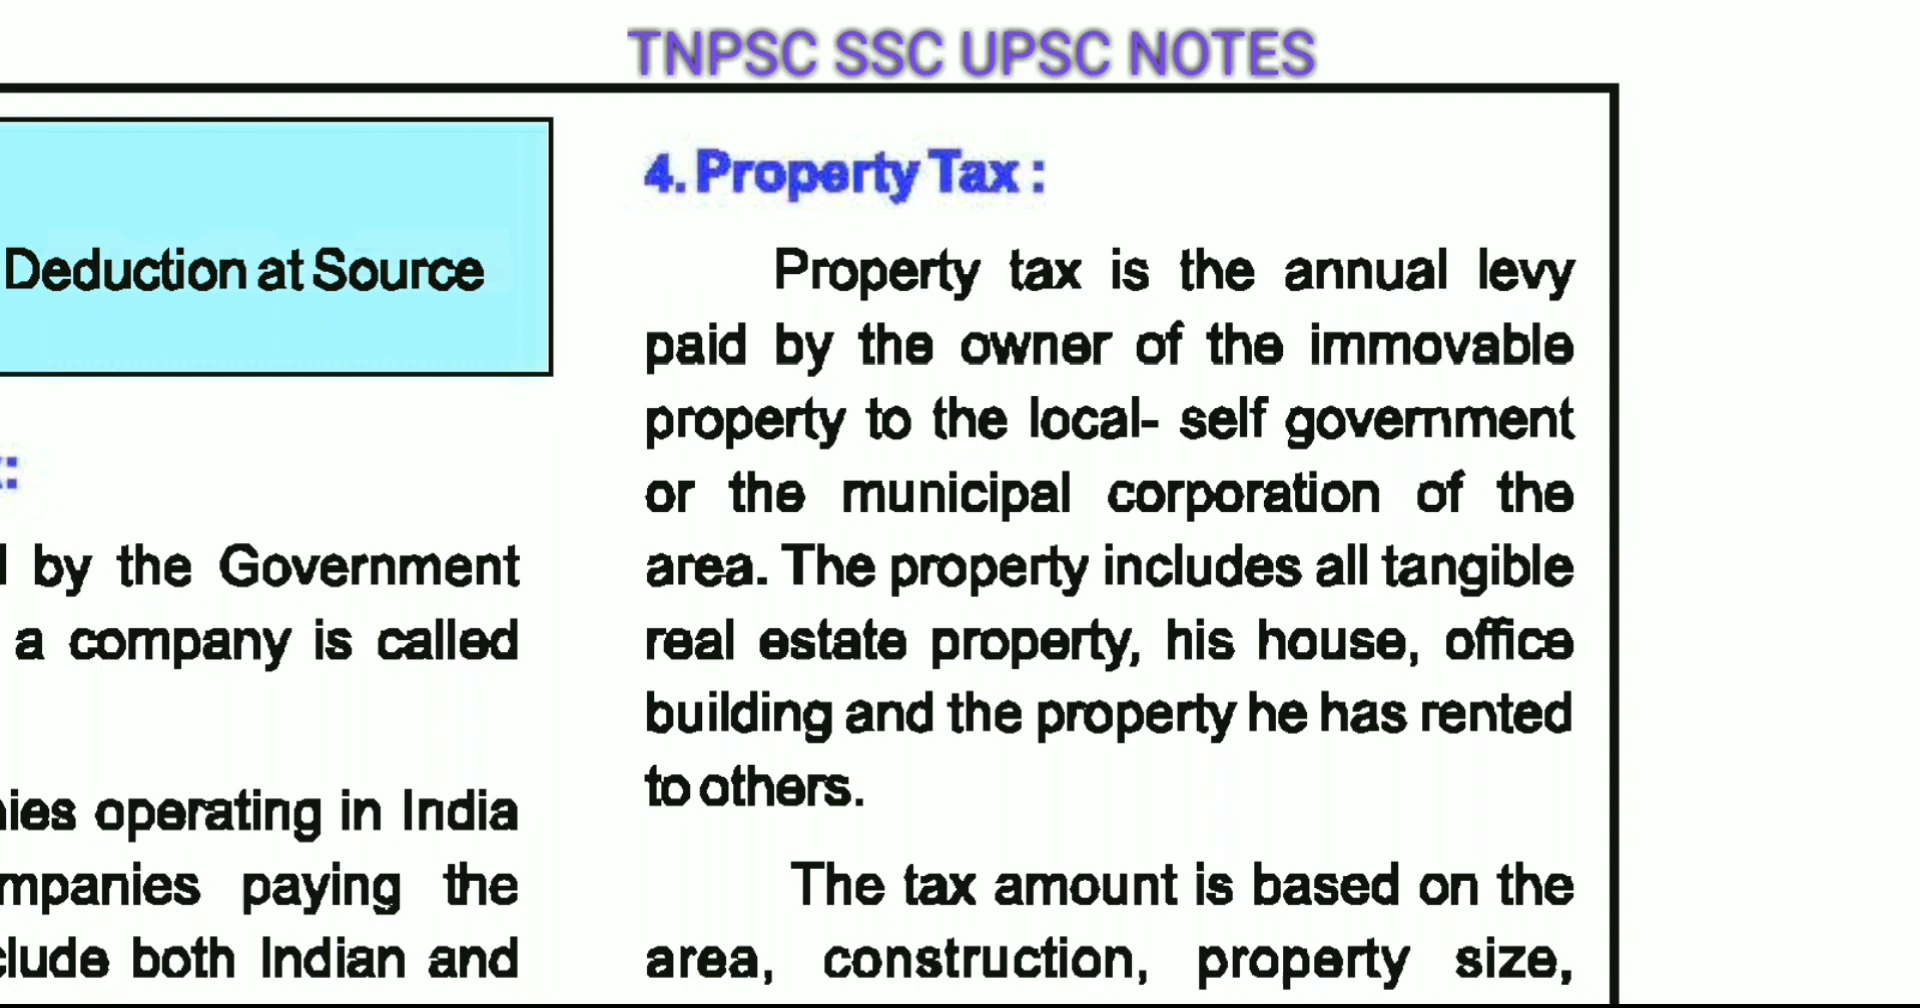 TNPSC SSC UPSC NOTES
Deduction at Source
by the Government
a company is called
operating in India
paying the
both Indian and
4. Property Tax :
Property tax is the annual levy
paid by the owner of the immovable
property to the local- self government
or the municipal corporation of the
area. The property includes all tangible
real estate property, his house, office
building and the property he has rented
to others.
The tax amount is based on the
area, construction, property size,